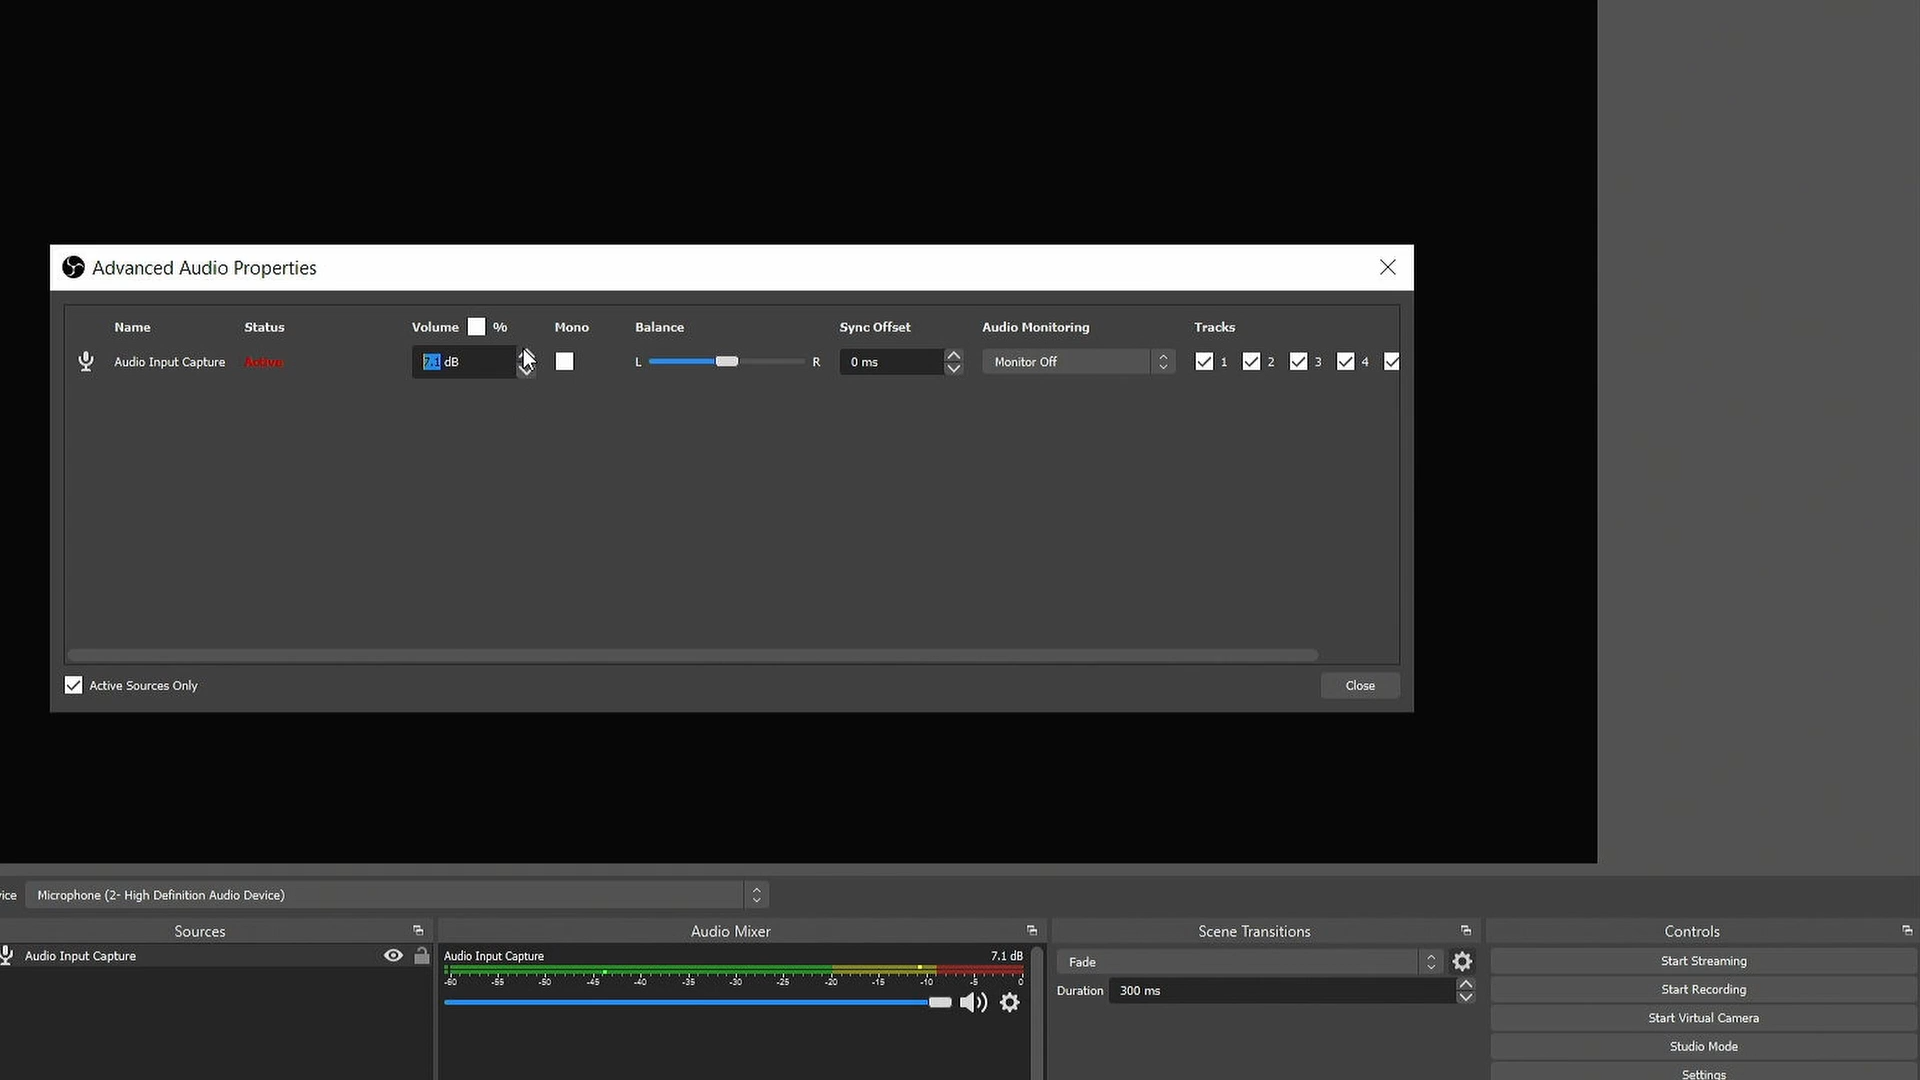 Advanced Audio Properties
Name Status Volume % Mono Balance Sync Offset Audio Monitoring Tracks
Audio Input Capture Active 7.1 dB L R 0 ms Monitor Off 1 2 3 4
Active Sources Only Close
vice Microphone (2- High Definition Audio Device)
Sources Audio Mixer Scene Transitions Controls
Audio Input Capture
Audio Input Capture 7.1 dB
-60 -55 -50 -45 -40 -35 -30 -25 -20 -15 -10 -5 0
Fade
Duration 300 ms
Start Streaming
Start Recording
Start Virtual Camera
Studio Mode
Settings